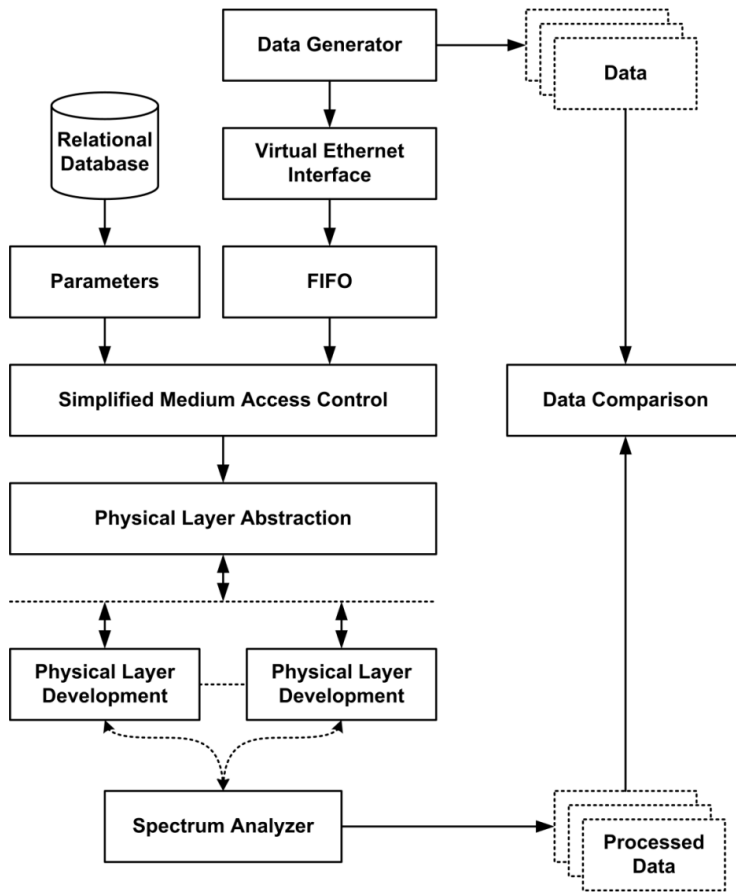 Data Generator
Data
Relational
Database
Virtual Ethernet
Interface
Parameters
FIFO
Simplified Medium Access Control
Data Comparison
Physical Layer Abstraction
Physical Layer
Development
Physical Layer
Development
Spectrum Analyzer
Processed
Data